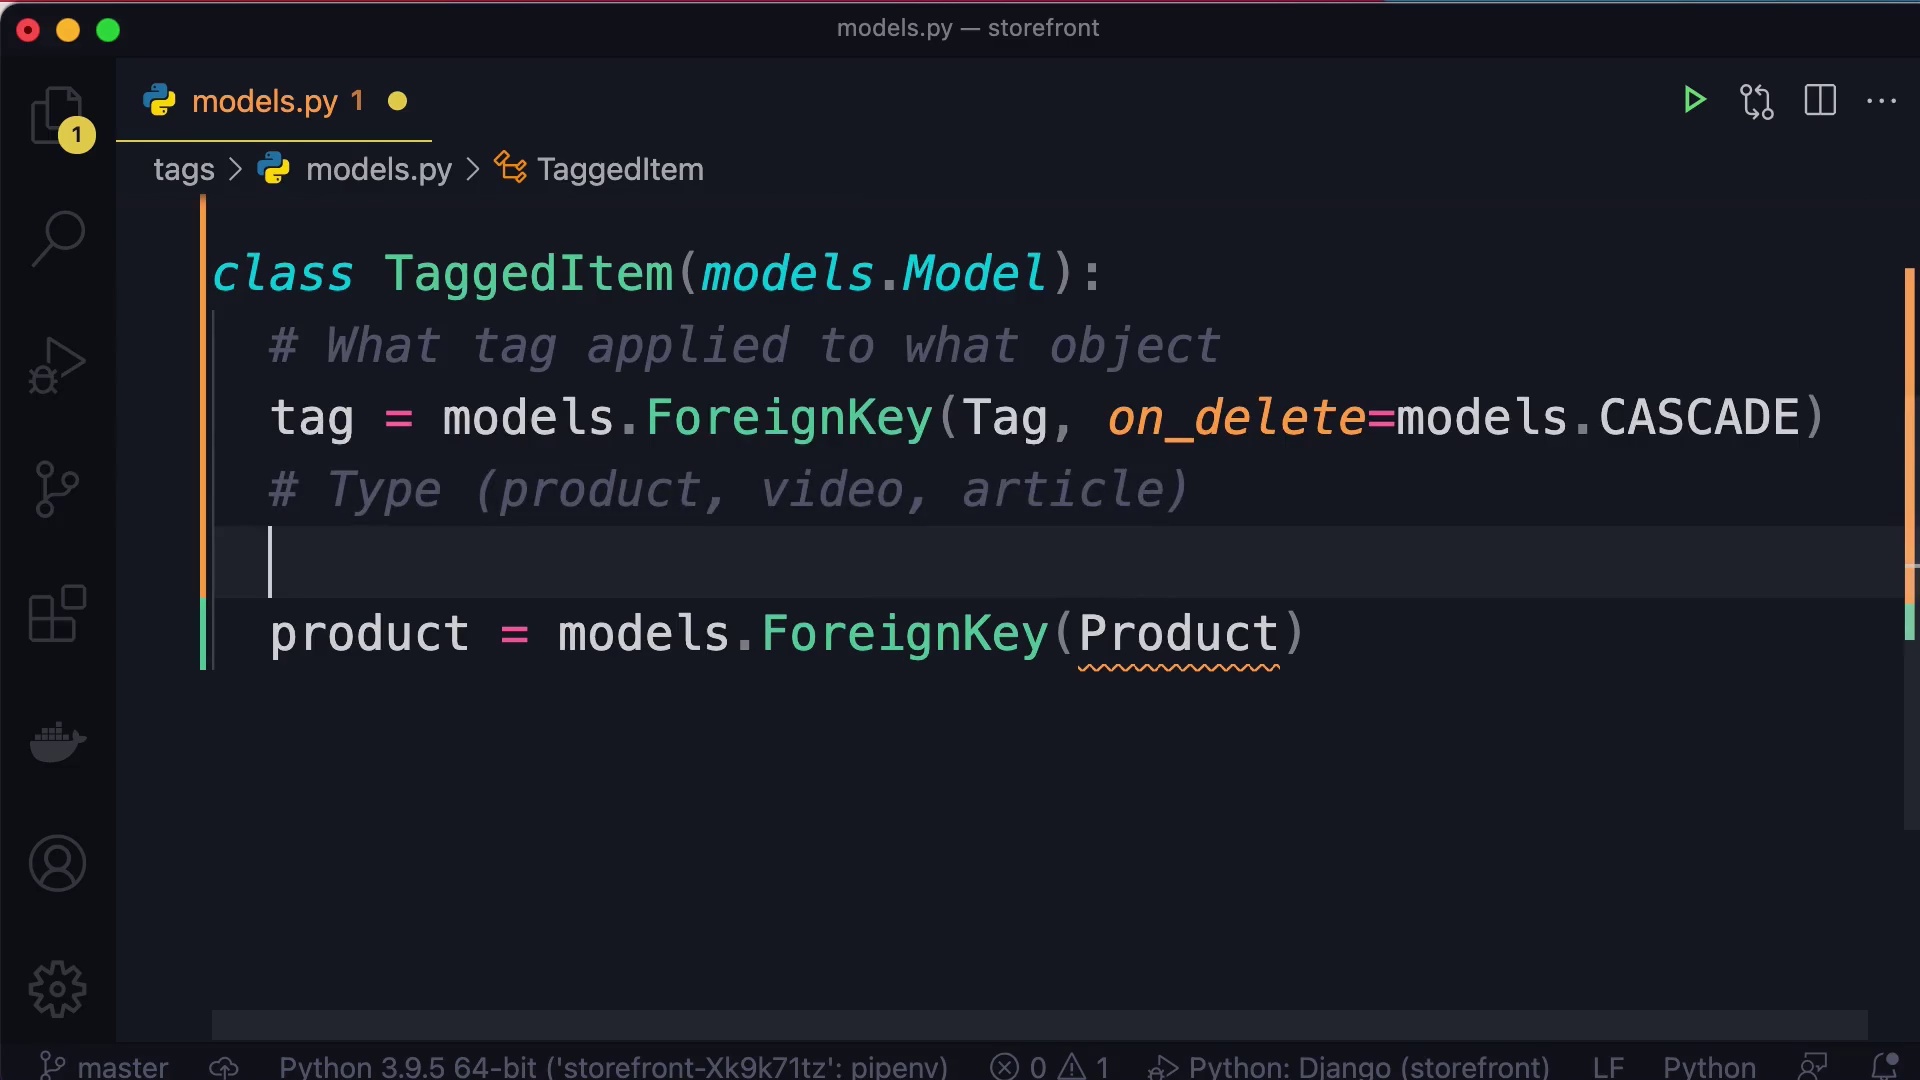 models.py — storefront
models.py 1
1
tags > models.py > TaggedItem
class TaggedItem(models.Model):
# What tag applied to what object
tag = models.ForeignKey(Tag, on_delete=models.CASCADE)
# Type (product, video, article)
product = models.ForeignKey(Product)
master Python 3.9.5 64-bit ('storefront-Xk9k71tz': pipenv) 0 1 Python: Django (storefront) LF Python